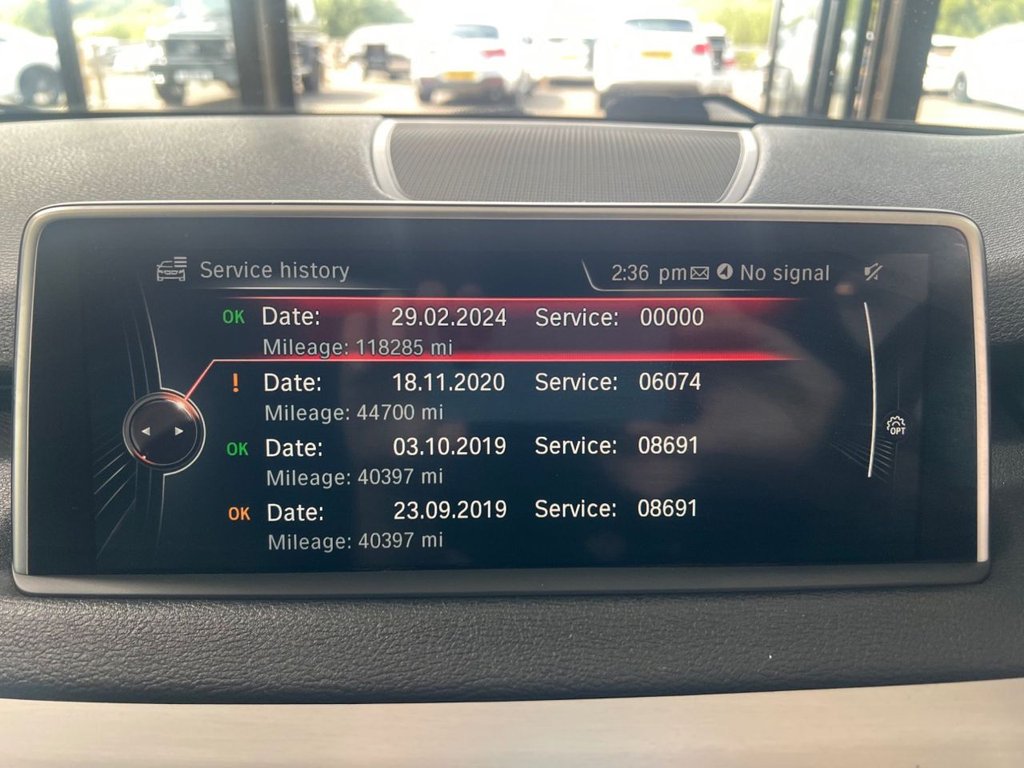 Service history 2:36 pm No signal
OK Date: 29.02.2024 Service: 00000
Mileage: 118285 mi
! Date: 18.11.2020 Service: 06074
Mileage: 44700 mi
OK Date: 03.10.2019 Service: 08691
Mileage: 40397 mi
OPT
OK Date: 23.09.2019 Service: 08691
Mileage: 40397 mi